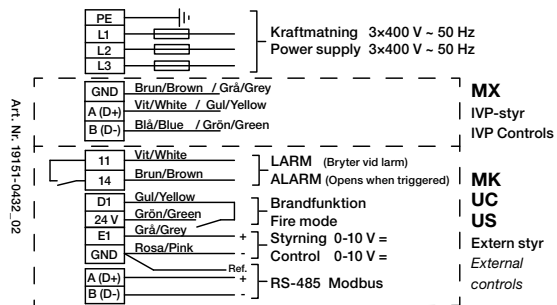 PE
L1
L2
L3
Kraftmatning 3×400 V ~ 50 Hz
Power supply 3×400 V ~ 50 Hz
GND Brun/Brown / Grå/Grey
A (D+) Vit/White / Gul/Yellow
B (D-) Blå/Blue / Grön/Green
MX
IVP-styr
IVP Controls
Art. Nr. 19151-0432_02
11 Vit/White
14 Brun/Brown
LARM (Bryter vid larm)
ALARM (Opens when triggered)
D1 Gul/Yellow
24 V Grön/Green
Brandfunktion
Fire mode
E1 Grå/Grey +
GND Rosa/Pink -
Styrning 0-10 V =
Control 0-10 V =
Ref.
A (D+) +
B (D-) -
RS-485 Modbus
MK
UC
US
Extern styr
External
controls